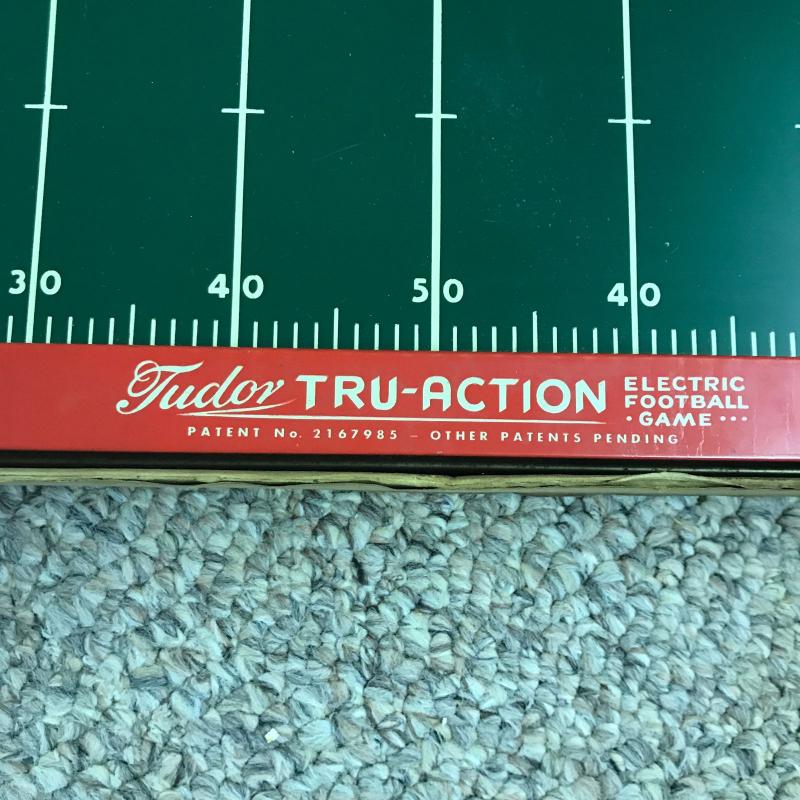 30 40 50 40
Tudor TRU-ACTION ELECTRIC
FOOTBALL
· GAME ···
PATENT No. 2167985 – OTHER PATENTS PENDING